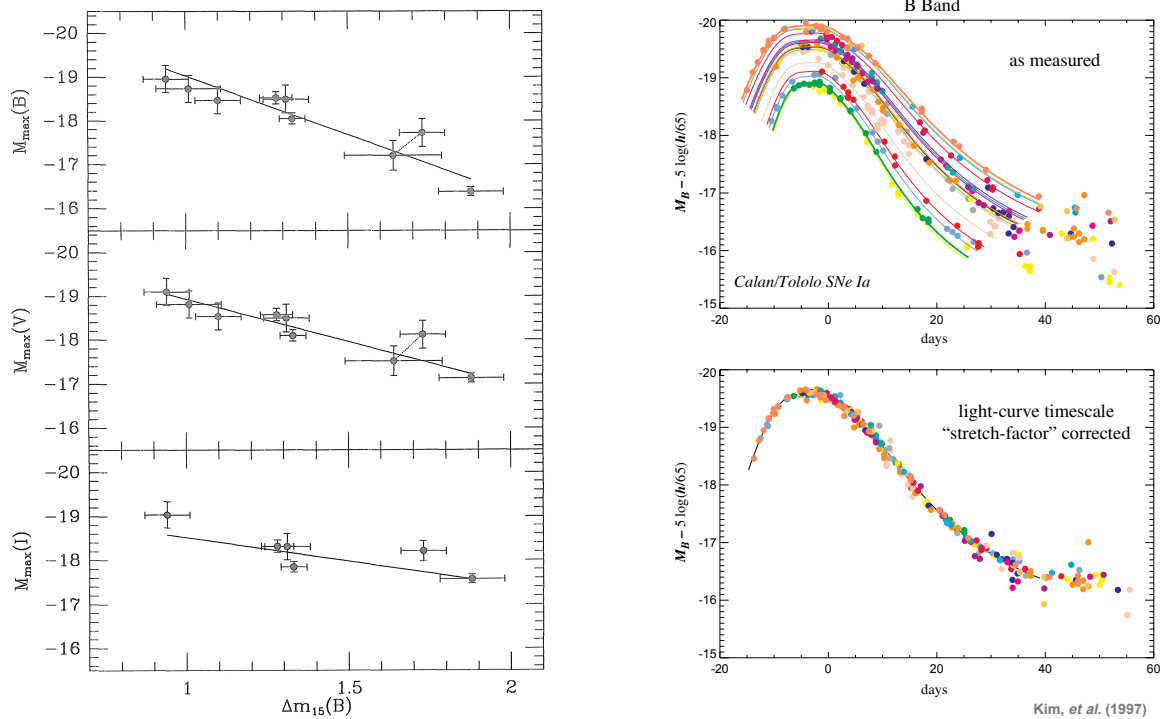 -20
-19
-18
-17
-16
M_max(B)
-20
-19
-18
-17
-16
M_max(V)
-20
-19
-18
-17
-16
M_max(I)
1
1.5
2
Δm₁₅(B)
B Band
-20
-19
-18
-17
-16
-15
M_B – 5 log(h/65)
as measured
Calan/Tololo SNe Ia
-20
0
20
40
60
days
-20
-19
-18
-17
-16
-15
M_B – 5 log(h/65)
light-curve timescale
“stretch-factor” corrected
-20
0
20
40
60
days
Kim, et al. (1997)